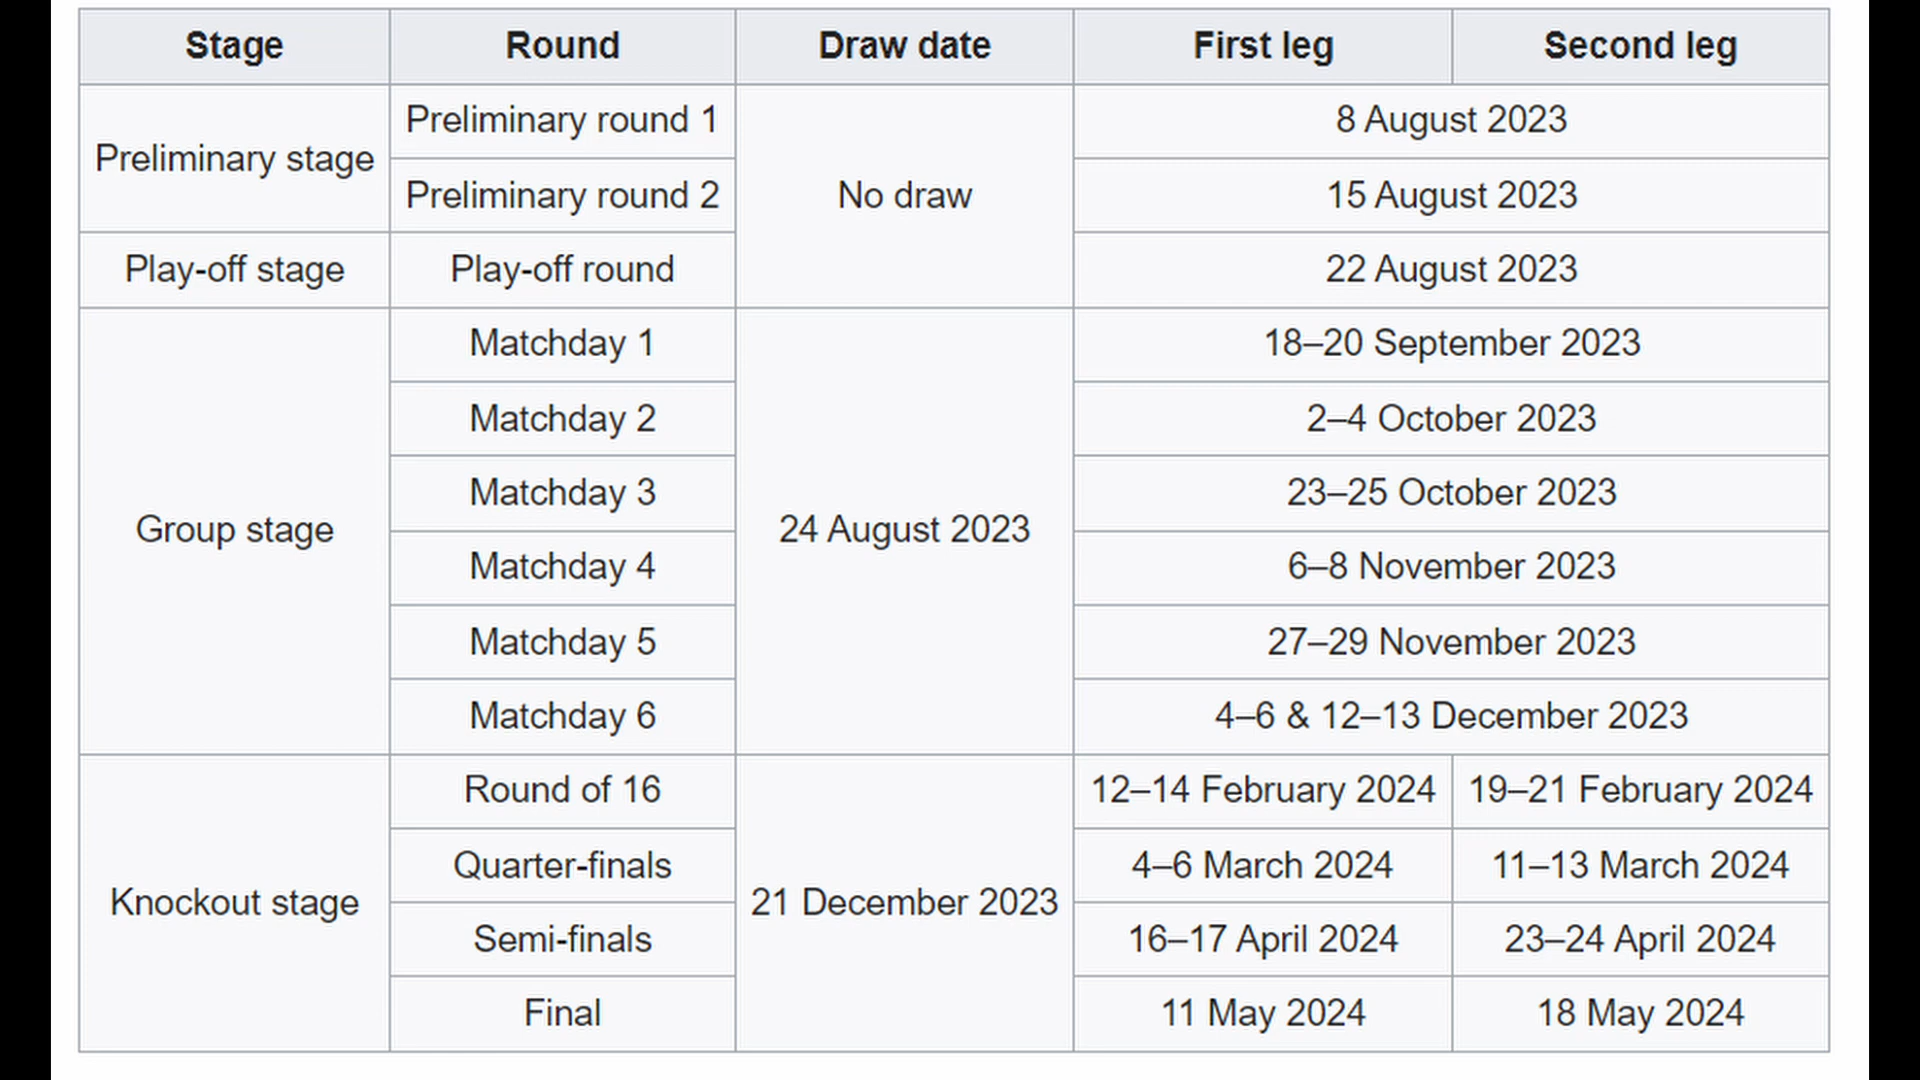 Stage Round Draw date First leg Second leg
Preliminary stage Preliminary round 1 No draw 8 August 2023
Preliminary round 2 15 August 2023
Play-off stage Play-off round 22 August 2023
Group stage Matchday 1 24 August 2023 18–20 September 2023
Matchday 2 2–4 October 2023
Matchday 3 23–25 October 2023
Matchday 4 6–8 November 2023
Matchday 5 27–29 November 2023
Matchday 6 4–6 & 12–13 December 2023
Knockout stage Round of 16 21 December 2023 12–14 February 2024 19–21 February 2024
Quarter-finals 4–6 March 2024 11–13 March 2024
Semi-finals 16–17 April 2024 23–24 April 2024
Final 11 May 2024 18 May 2024